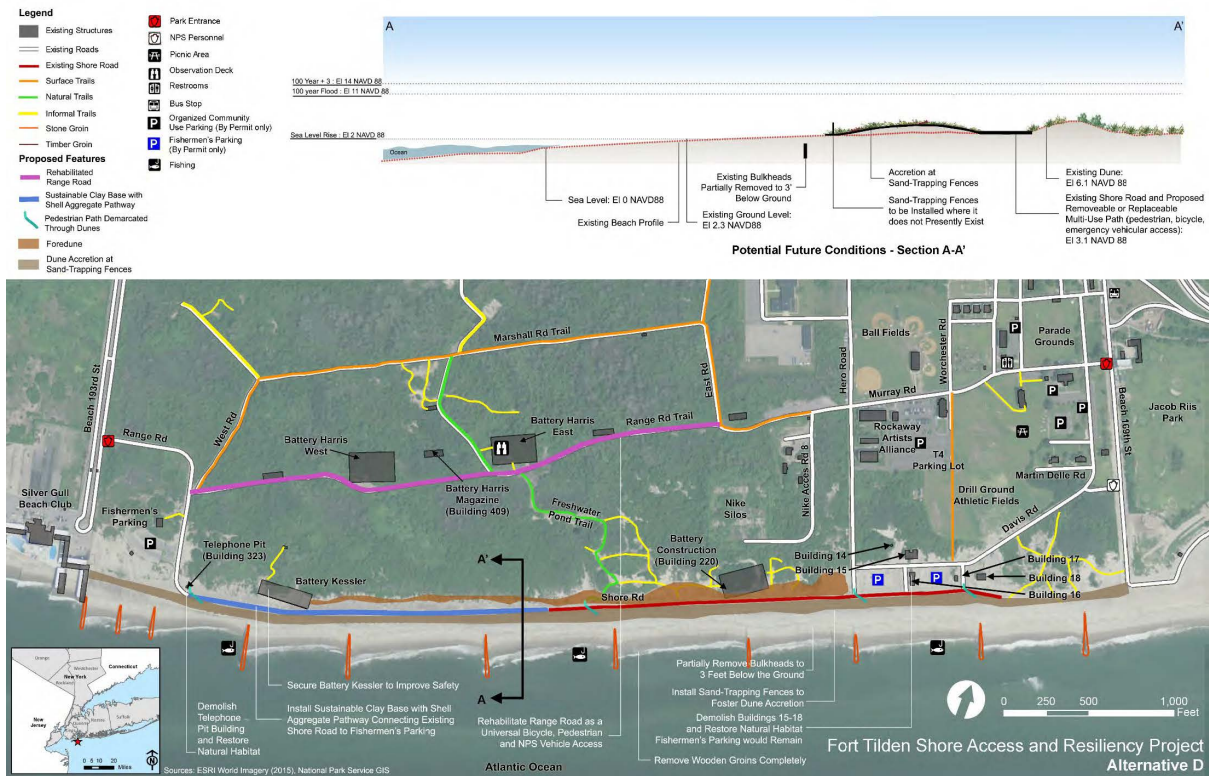 Legend
Existing Structures
Existing Roads
Existing Shore Road
Surface Trails
Natural Trails
Informal Trails
Stone Groin
Timber Groin
Proposed Features
Rehabilitated
Range Road
Sustainable Clay Base with
Shell Aggregate Pathway
Pedestrian Path Demarcated
Through Dunes
Foredune
Dune Accretion at
Sand-Trapping Fences
Park Entrance
NPS Personnel
Picnic Area
Observation Deck
Restrooms
Bus Stop
P
Organized Community
Use Parking (By Permit only)
P
Fishermen's Parking
(By Permit only)
Fishing
A
A'
100 Year + 3 : El 14 NAVD 88
100 year Flood : El 11 NAVD 88
Sea Level Rise : El 2 NAVD 88
Ocean
Sea Level: El 0 NAVD88
Existing Beach Profile
Existing Bulkheads
Partially Removed to 3'
Below Ground
Existing Ground Level:
El 2.3 NAVD88
Accretion at
Sand-Trapping Fences
Sand-Trapping Fences
to be Installed where it
does not Presently Exist
Existing Dune:
El 6.1 NAVD 88
Existing Shore Road and Proposed
Removeable or Replaceable
Multi-Use Path (pedestrian, bicycle,
emergency vehicular access):
El 3.1 NAVD 88
Potential Future Conditions - Section A-A'
Beach 193rd St
Range Rd
West Rd
Marshall Rd Trail
East Rd
Range Rd Trail
Hero Road
Ball Fields
Worchester Rd
Murray Rd
P
Parade
Grounds
Beach 169th St
Jacob Riis
Park
Battery Harris
West
Battery Harris
East
Battery Harris
Magazine
(Building 409)
Rockaway
Artists
Alliance
P
T4
Parking Lot
P
P
P
Martin Delle Rd
Nike Acces Rd 8
Drill Ground
Athletic Fields
Davis Rd
Silver Gull
Beach Club
Fishermen's
Parking
P
Freshwater
Pond Trail
Nike
Silos
Telephone Pit
(Building 323)
Battery Kessler
A'
Battery
Construction
(Building 220)
Shore Rd
Building 14
Building 15
P
P
Building 17
Building 18
Building 16
A
Secure Battery Kessler to Improve Safety
Demolish
Telephone
Pit Building
and Restore
Natural Habitat
Install Sustainable Clay Base with Shell
Aggregate Pathway Connecting Existing
Shore Road to Fishermen's Parking
Rehabilitate Range Road as a
Universal Bicycle, Pedestrian
and NPS Vehicle Access
Partially Remove Bulkheads to
3 Feet Below the Ground
Install Sand-Trapping Fences to
Foster Dune Accretion
Demolish Buildings 15-18
and Restore Natural Habitat
Fishermen's Parking would Remain
Remove Wooden Groins Completely
0 250 500 1,000
Feet
Connecticut
New York
New
Jersey
0 5 10 20
Miles
N
Sources: ESRI World Imagery (2015), National Park Service GIS
Atlantic Ocean
Fort Tilden Shore Access and Resiliency Project
Alternative D